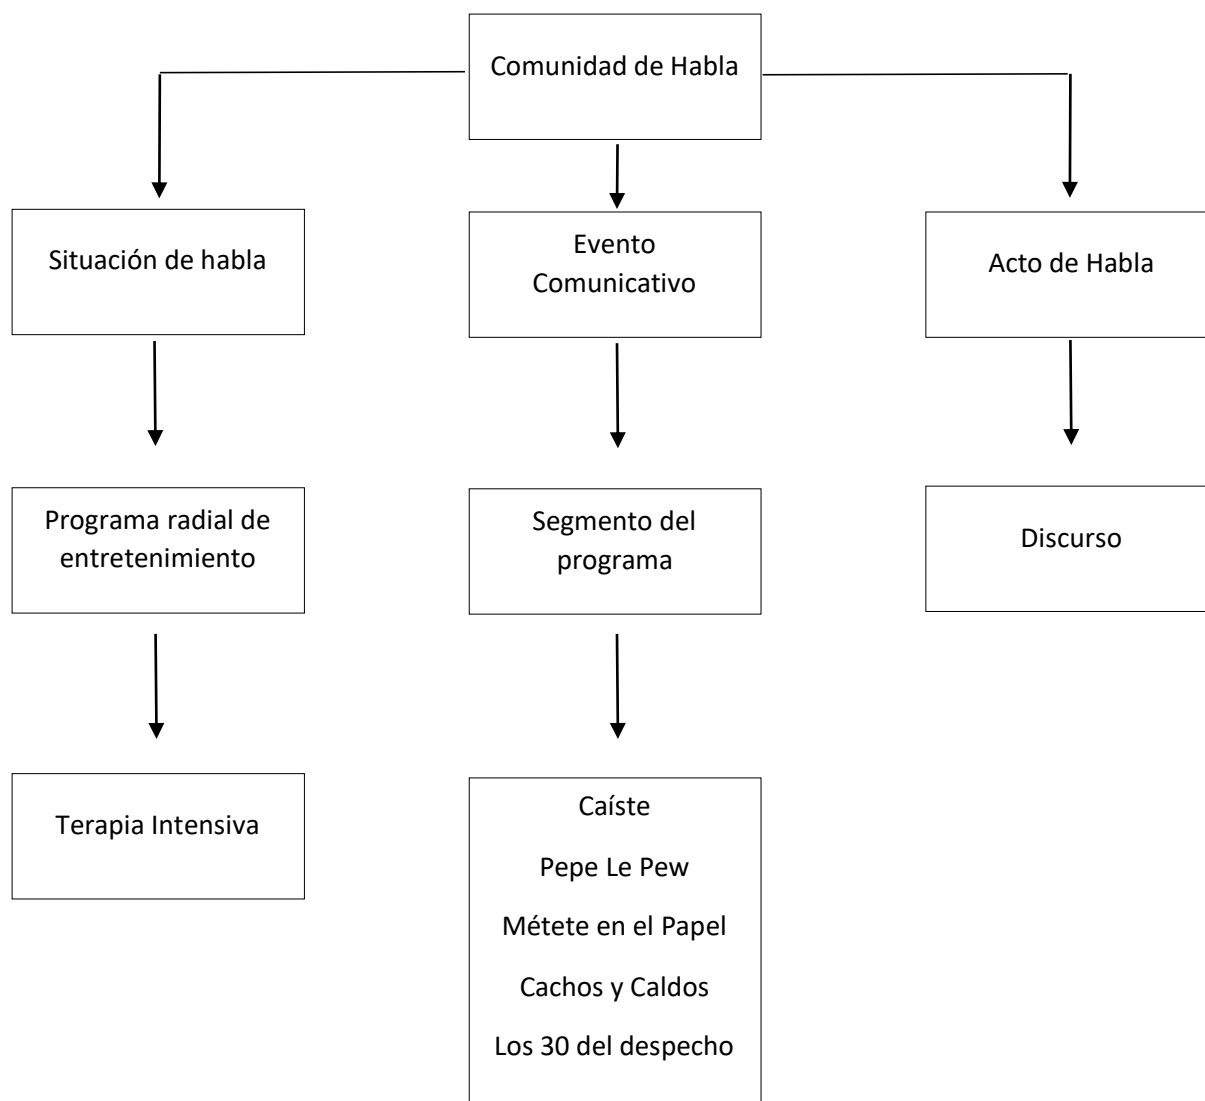 Comunidad de Habla
Situación de habla
Evento
Comunicativo
Acto de Habla
Programa radial de
entretenimiento
Segmento del
programa
Discurso
Terapia Intensiva
Caíste
Pepe Le Pew
Métete en el Papel
Cachos y Caldos
Los 30 del despecho